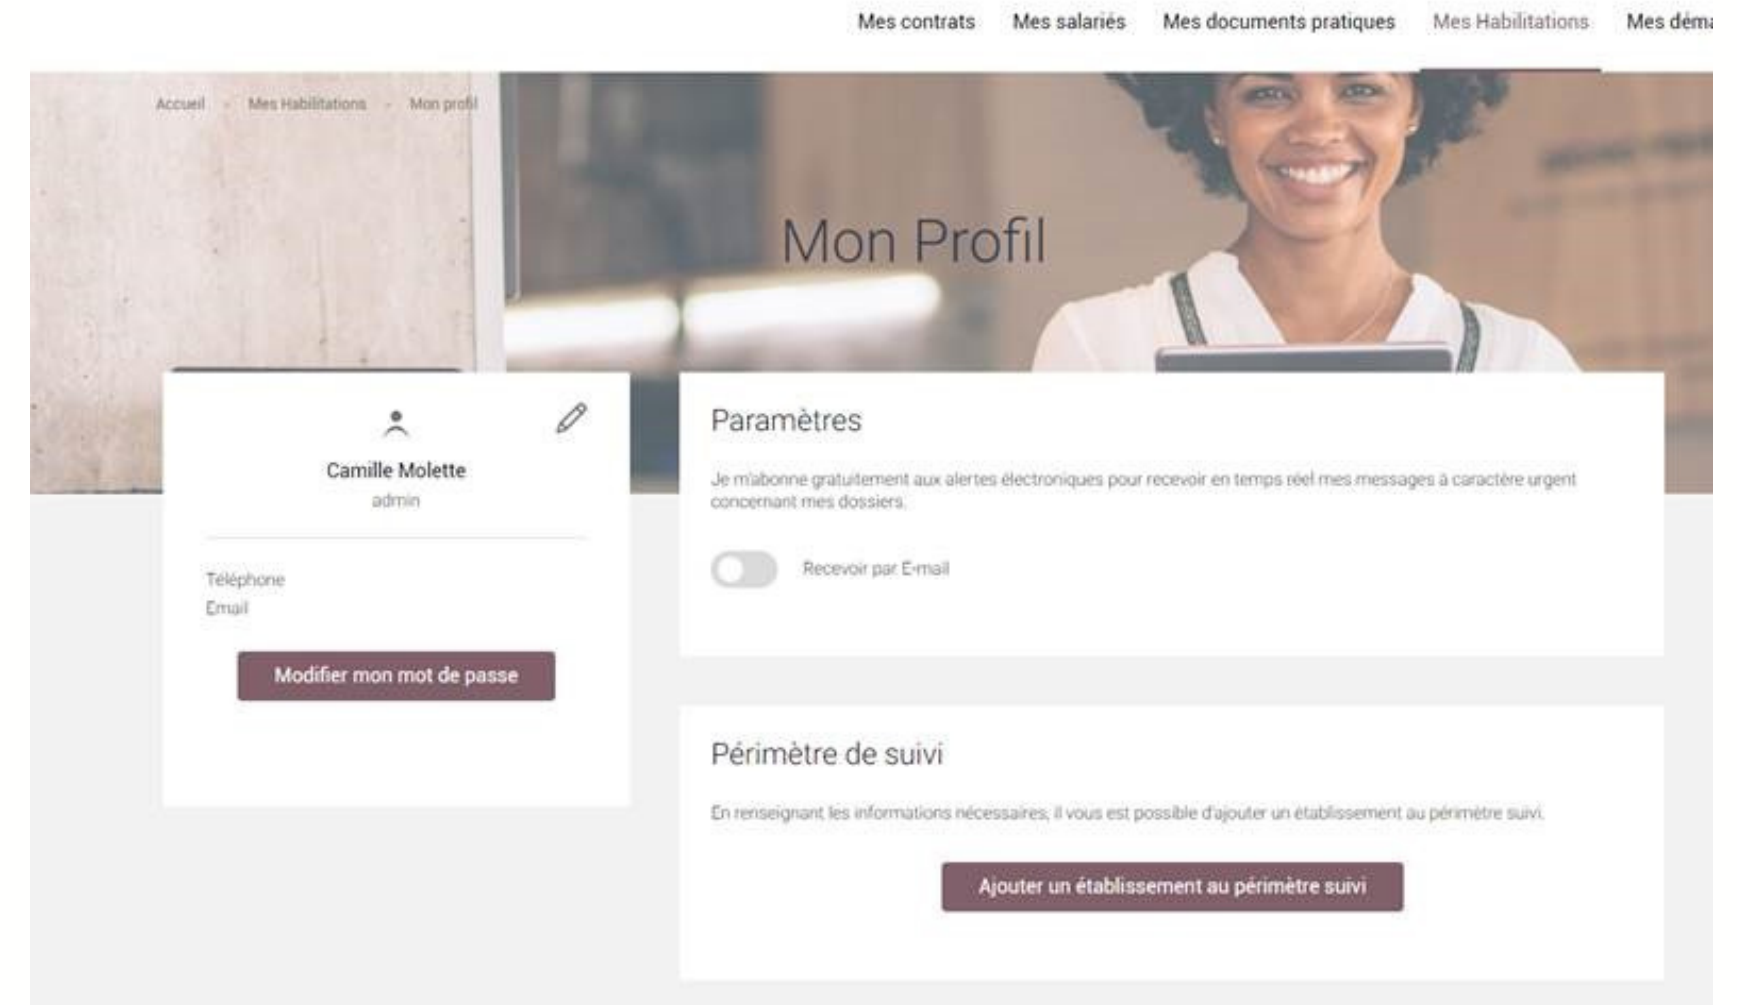 Mes contrats Mes salariés Mes documents pratiques Mes Habilitations Mes déma
Accueil - Mes Habilitations - Mon profil
Mon Profil
Camille Molette
admin
Téléphone
Email
Modifier mon mot de passe
Paramètres
Je m'abonne gratuitement aux alertes électroniques pour recevoir en temps réel mes messages à caractère urgent
concernant mes dossiers.
Recevoir par E-mail
Périmètre de suivi
En renseignant les informations nécessaires, il vous est possible d'ajouter un établissement au périmètre suivi.
Ajouter un établissement au périmètre suivi